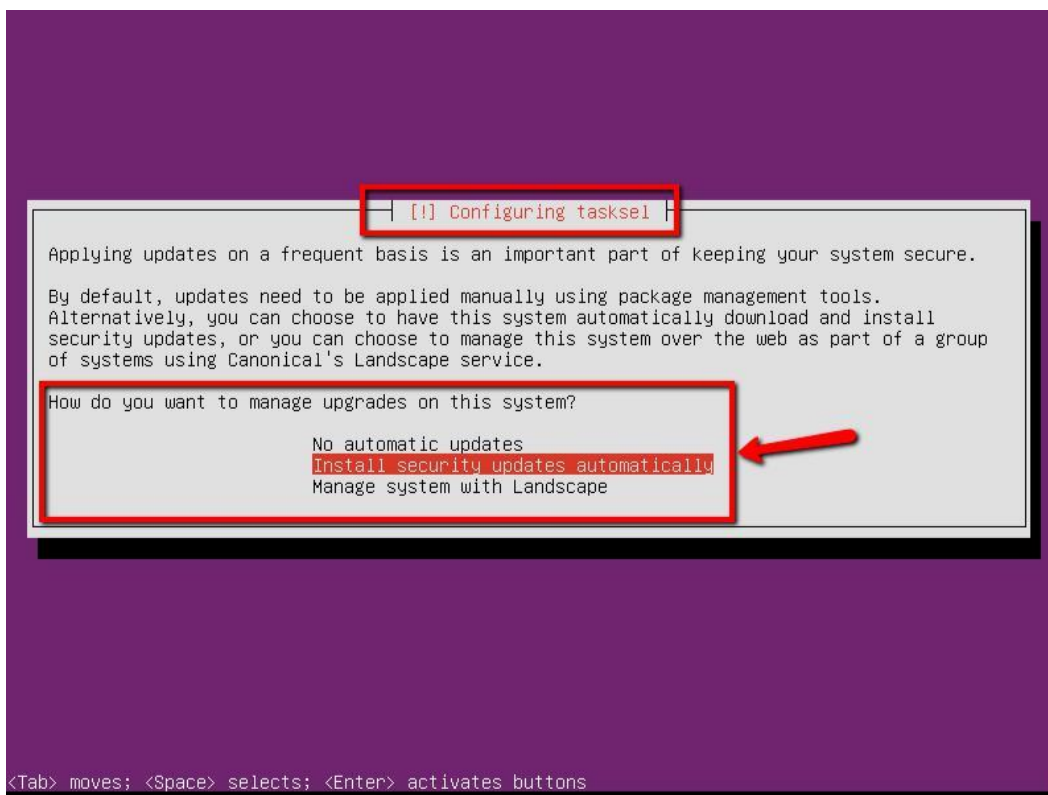 [!] Configuring tasksel
Applying updates on a frequent basis is an important part of keeping your system secure.
By default, updates need to be applied manually using package management tools.
Alternatively, you can choose to have this system automatically download and install
security updates, or you can choose to manage this system over the web as part of a group
of systems using Canonical's Landscape service.
How do you want to manage upgrades on this system?
No automatic updates
Install security updates automatically
Manage system with Landscape
<Tab> moves; <Space> selects; <Enter> activates buttons